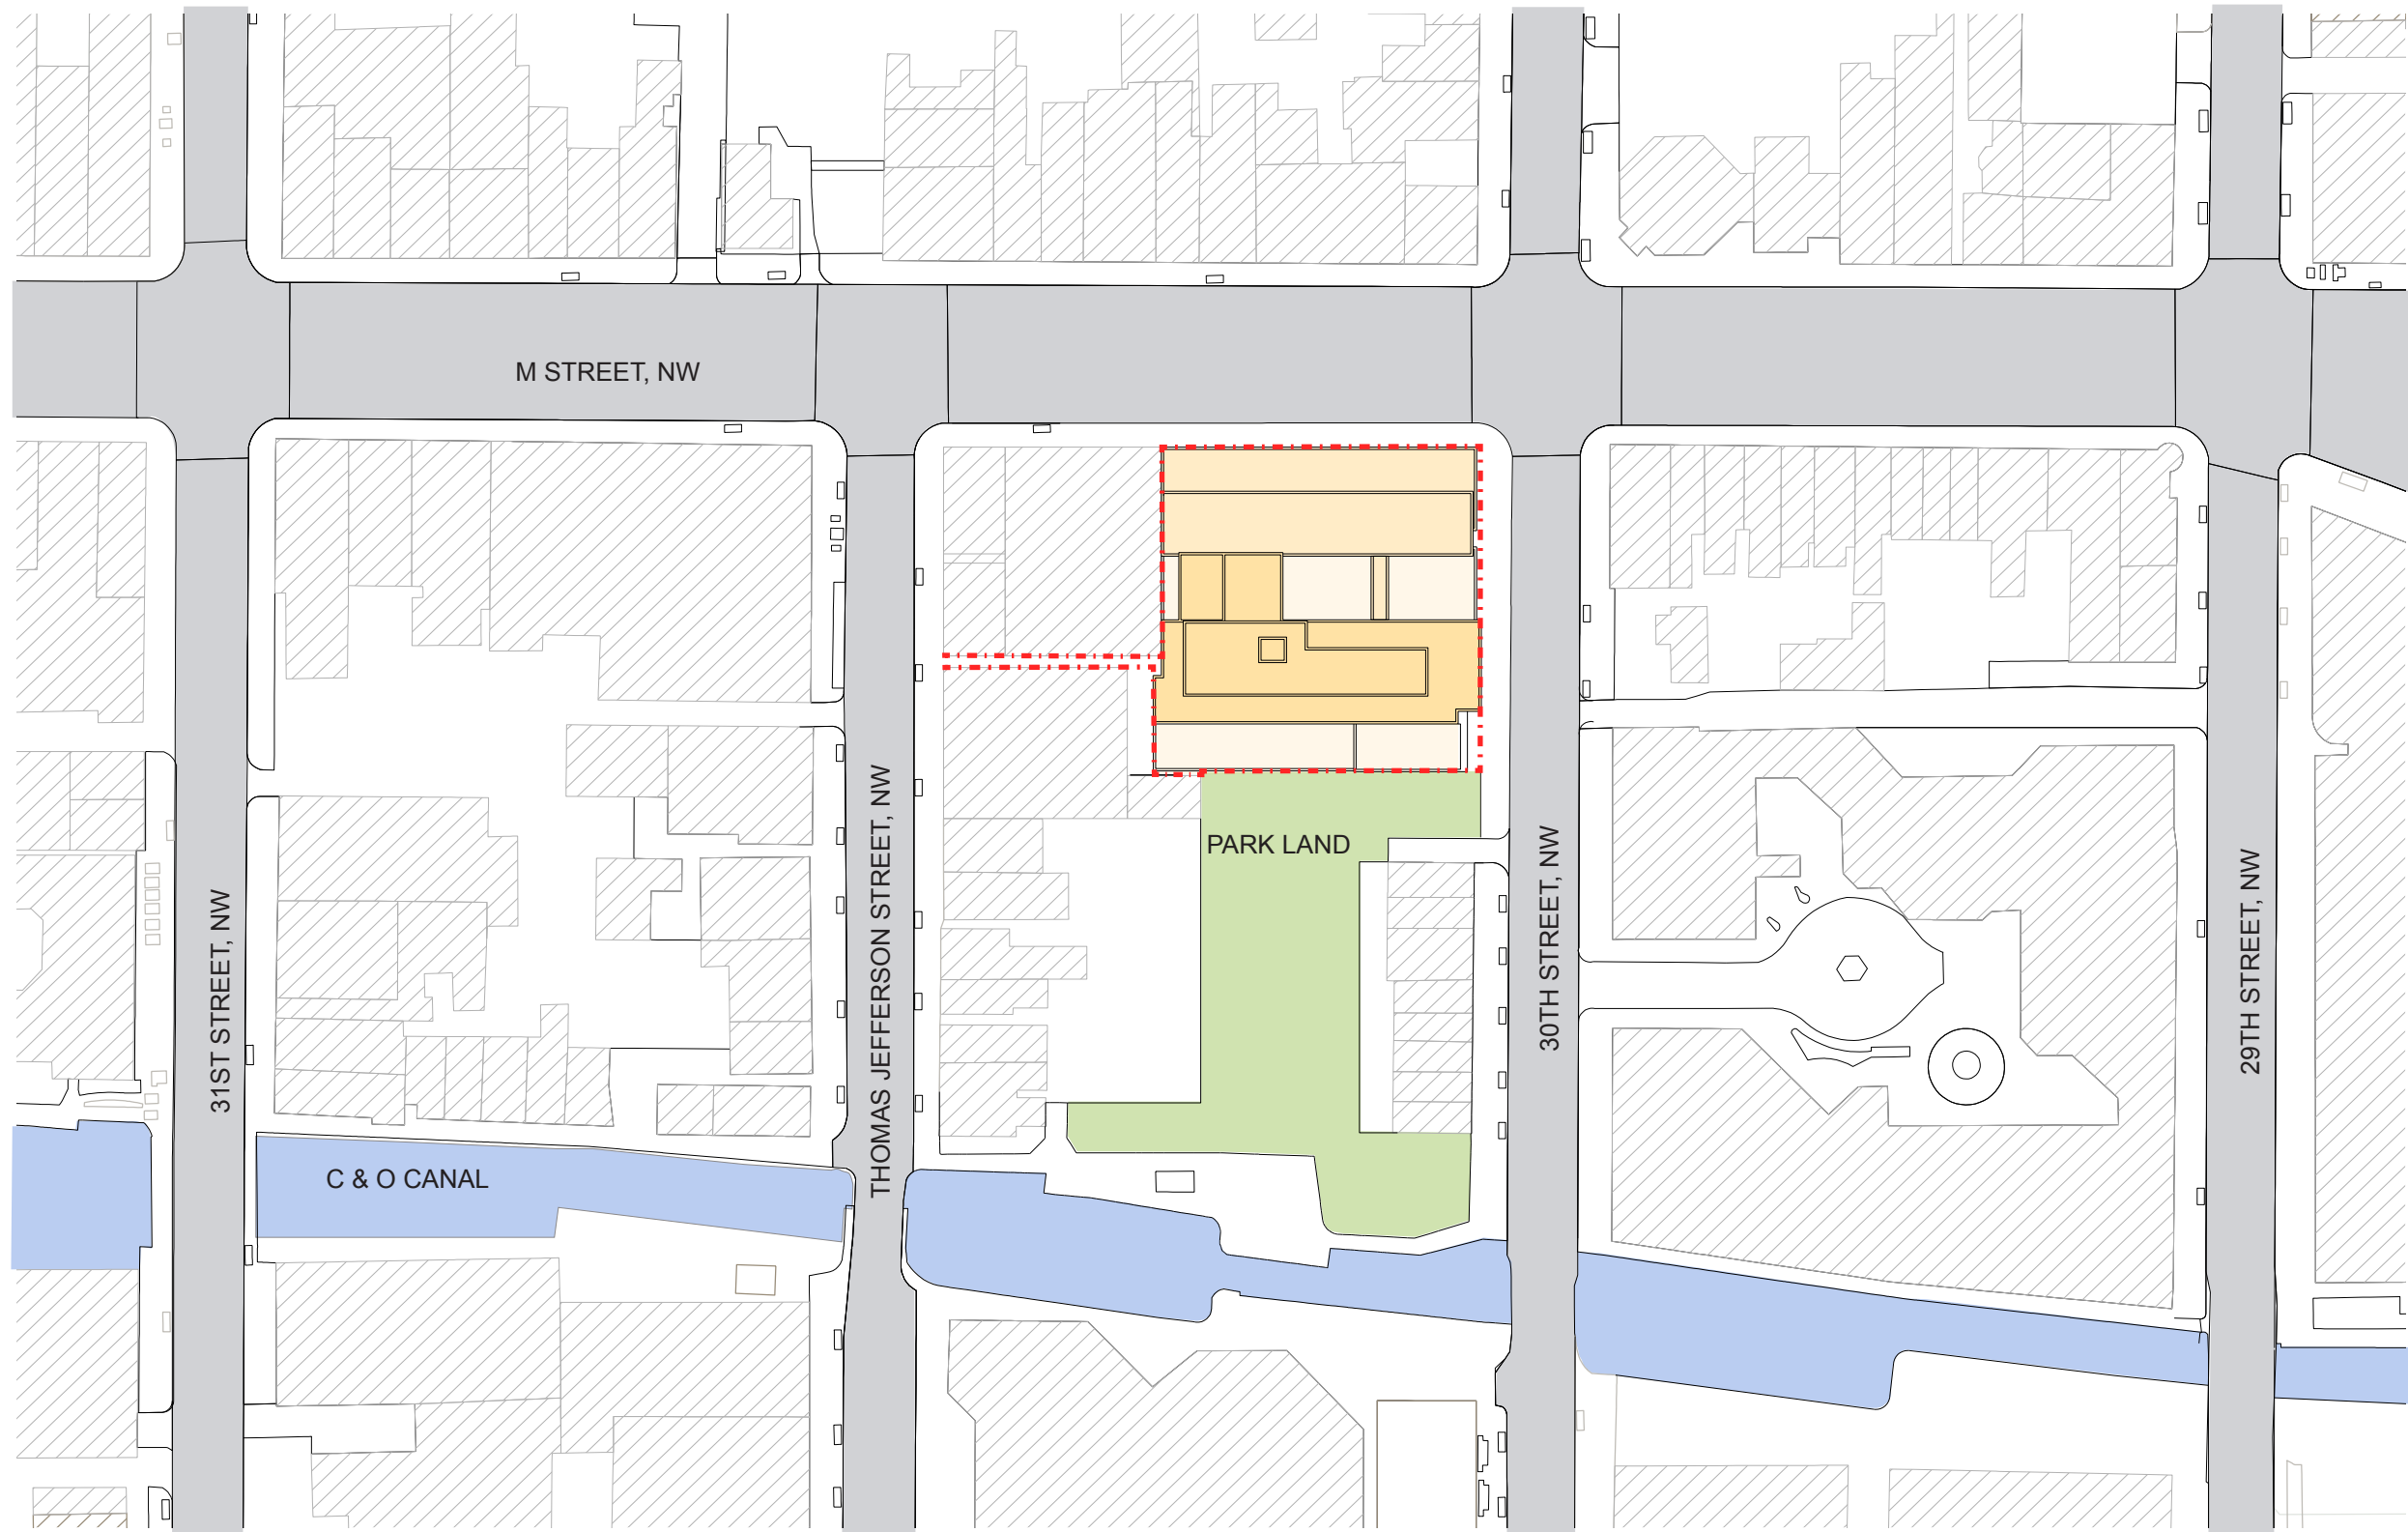 M STREET, NW
PARK LAND
THOMAS JEFFERSON STREET, NW
30TH STREET, NW
31ST STREET, NW
29TH STREET, NW
C & O CANAL